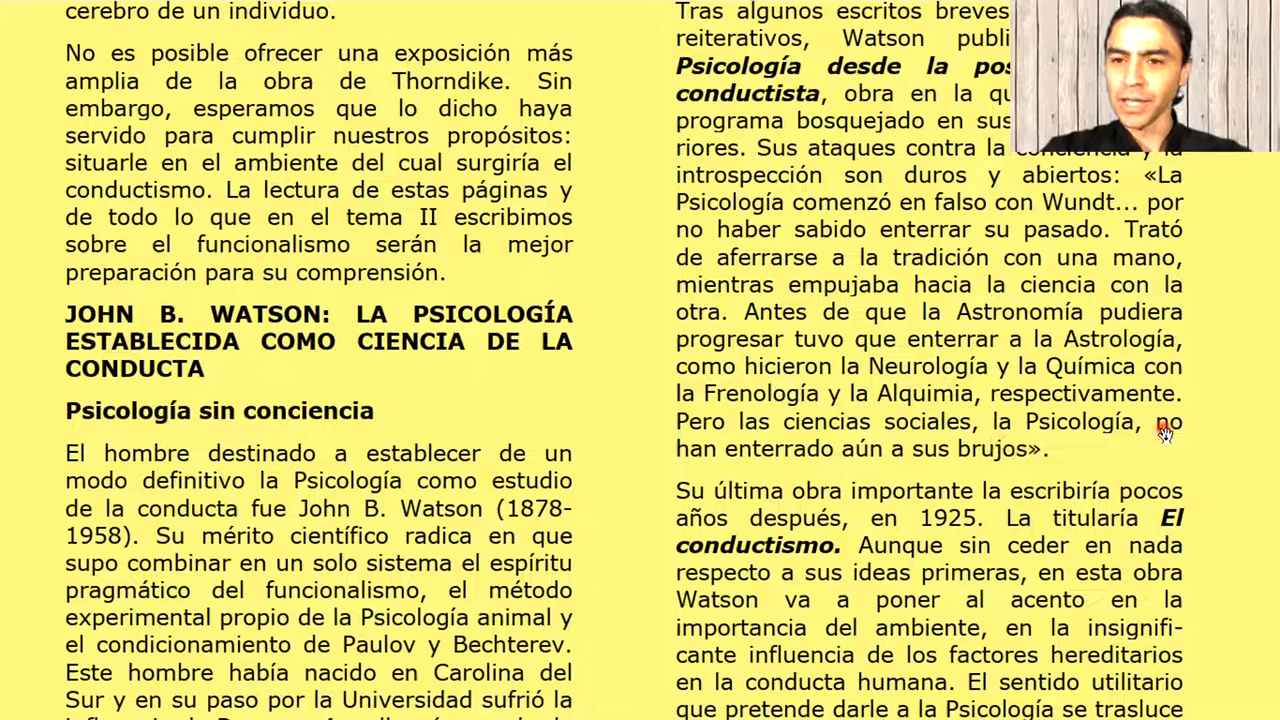 cerebro de un individuo.
No es posible ofrecer una exposición más
amplia de la obra de Thorndike. Sin
embargo, esperamos que lo dicho haya
servido para cumplir nuestros propósitos:
situarle en el ambiente del cual surgiría el
conductismo. La lectura de estas páginas y
de todo lo que en el tema II escribimos
sobre el funcionalismo serán la mejor
preparación para su comprensión.
JOHN B. WATSON: LA PSICOLOGÍA
ESTABLECIDA COMO CIENCIA DE LA
CONDUCTA
Psicología sin conciencia
El hombre destinado a establecer de un
modo definitivo la Psicología como estudio
de la conducta fue John B. Watson (1878-
1958). Su mérito científico radica en que
supo combinar en un solo sistema el espíritu
pragmático del funcionalismo, el método
experimental propio de la Psicología animal y
el condicionamiento de Paulov y Bechterev.
Este hombre había nacido en Carolina del
Sur y en su paso por la Universidad sufrió la
Tras algunos escritos breves
reiterativos, Watson publi
Psicología desde la pos
conductista, obra en la qu
programa bosquejado en sus
riores. Sus ataques contra la conciencia y la
introspección son duros y abiertos: «La
Psicología comenzó en falso con Wundt... por
no haber sabido enterrar su pasado. Trató
de aferrarse a la tradición con una mano,
mientras empujaba hacia la ciencia con la
otra. Antes de que la Astronomía pudiera
progresar tuvo que enterrar a la Astrología,
como hicieron la Neurología y la Química con
la Frenología y la Alquimia, respectivamente.
Pero las ciencias sociales, la Psicología, no
han enterrado aún a sus brujos».
Su última obra importante la escribiría pocos
años después, en 1925. La titularía El
conductismo. Aunque sin ceder en nada
respecto a sus ideas primeras, en esta obra
Watson va a poner al acento en la
importancia del ambiente, en la insignifi-
cante influencia de los factores hereditarios
en la conducta humana. El sentido utilitario
que pretende darle a la Psicología se trasluce